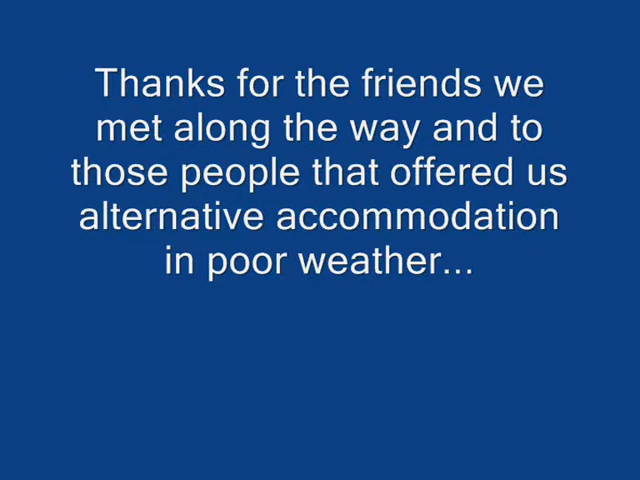 Thanks for the friends we
met along the way and to
those people that offered us
alternative accommodation
in poor weather...